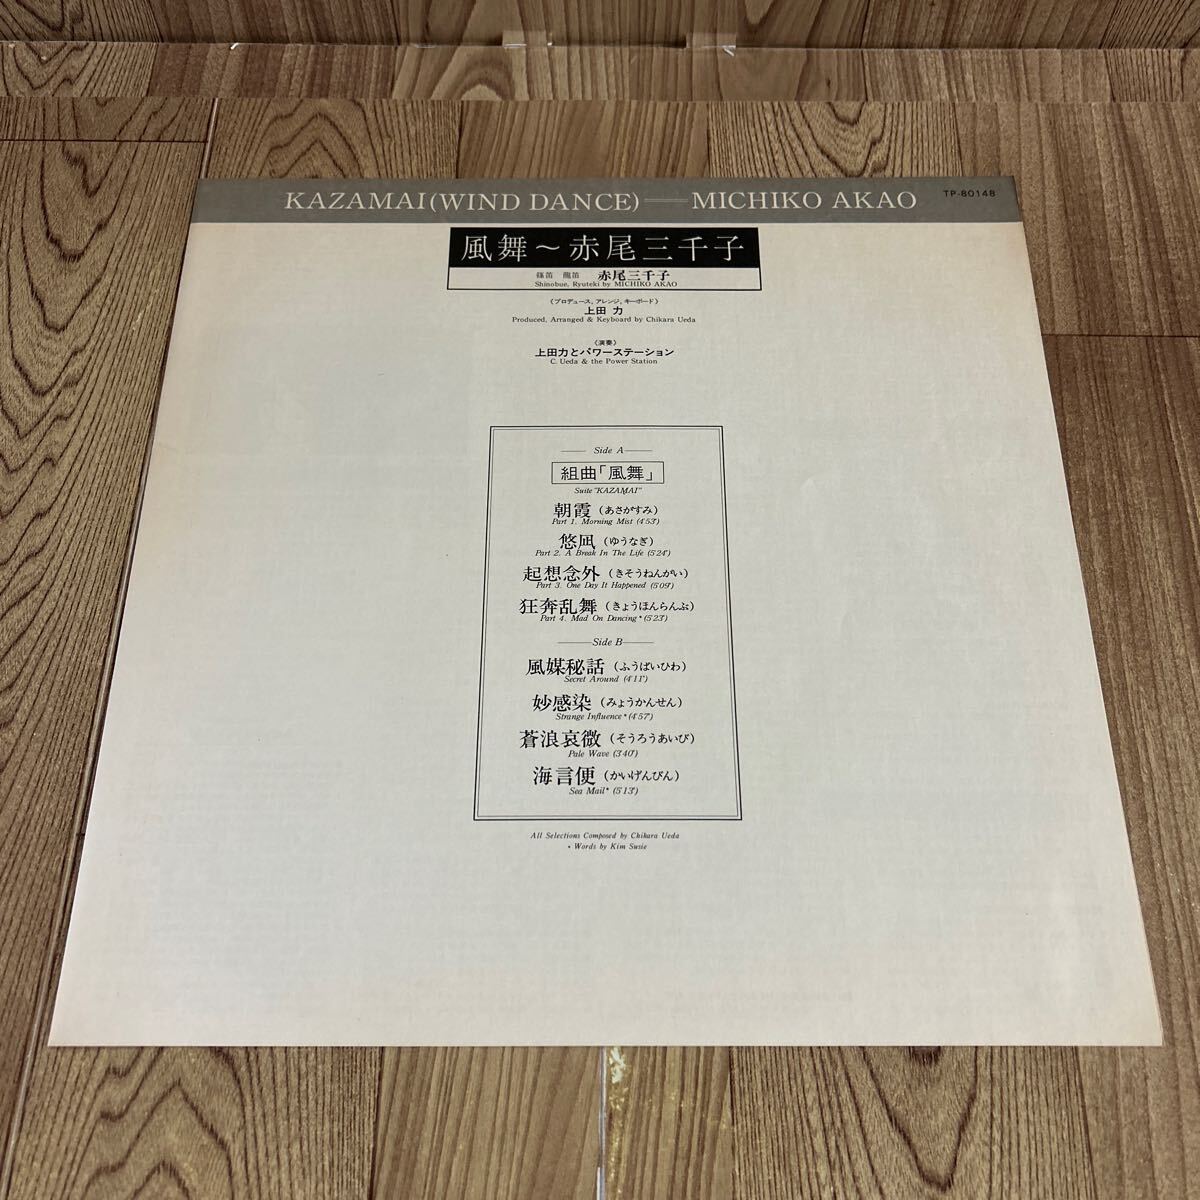 KAZAMAI(WIND DANCE)——MICHIKO AKAO TP-80148
風舞～赤尾三千子
篠笛 龍笛 赤尾三千子
Shinobue, Ryuteki by MICHIKO AKAO
(プロデュース, アレンジ, キーボード)
上田 力
Produced, Arranged & Keyboard by Chikara Ueda
(演奏)
上田力とパワーステーション
C. Ueda & the Power Station
—— Side A ——
組曲「風舞」
Suite "KAZAMAI"
朝霞（あさがすみ）
Part 1. Morning Mist (4'53")
悠凪（ゆうなぎ）
Part 2. A Break In The Life (5'24")
起想念外（きそうねんがい）
Part 3. One Day It Happened (5'09")
狂奔乱舞（きょうほんらんぶ）
Part 4. Mad On Dancing * (5'23")
——Side B——
風媒秘話（ふうばいひわ）
Secret Around (4'11")
妙感染（みょうかんせん）
Strange Influence * (4'57")
蒼浪哀微（そうろうあいび）
Pale Wave (3'40")
海言便（かいげんびん）
Sea Mail * (5'13")
All Selections Composed by Chikara Ueda
* Words by Kim Susie